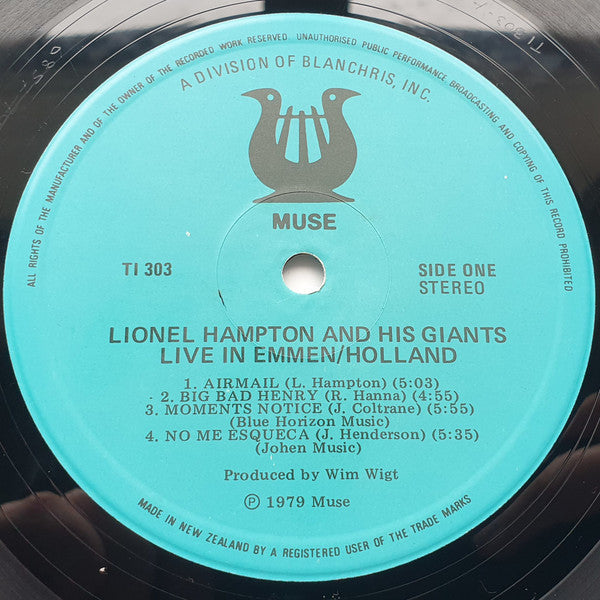 ALL RIGHTS OF THE MANUFACTURER AND OF THE OWNER OF THE RECORDED WORK RESERVED UNAUTHORISED PUBLIC PERFORMANCE BROADCASTING AND COPYING OF THIS RECORD PROHIBITED
A DIVISION OF BLANCHRIS, INC.
MUSE
TI 303
SIDE ONE
STEREO
LIONEL HAMPTON AND HIS GIANTS
LIVE IN EMMEN/HOLLAND
1. AIRMAIL (L. Hampton) (5:03)
2. BIG BAD HENRY (R. Hanna) (4:55)
3. MOMENTS NOTICE (J. Coltrane) (5:55)
(Blue Horizon Music)
4. NO ME ESQUECA (J. Henderson) (5:35)
(Johen Music)
Produced by Wim Wigt
Ⓟ 1979 Muse
MADE IN NEW ZEALAND BY A REGISTERED USER OF THE TRADE MARKS